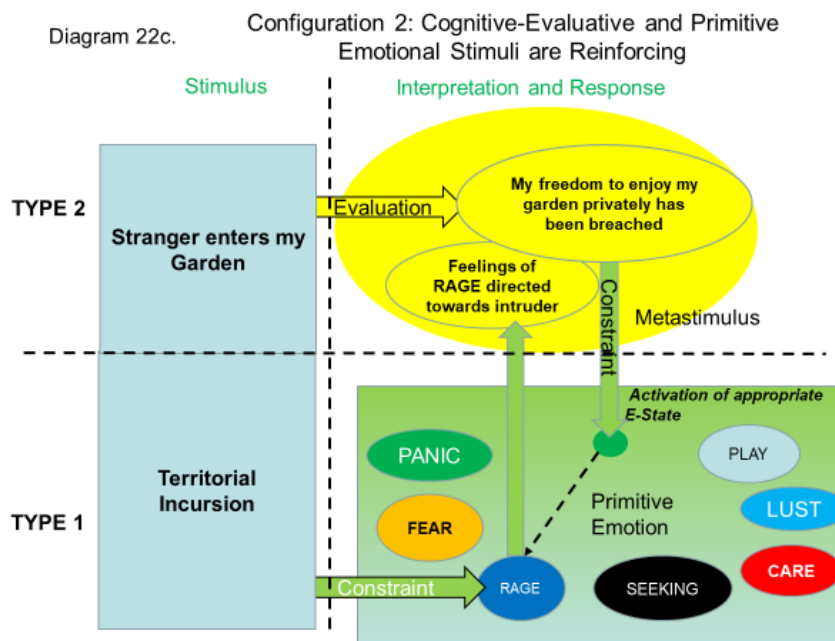 Diagram 22c.
Configuration 2: Cognitive-Evaluative and Primitive
Emotional Stimuli are Reinforcing
Stimulus
Interpretation and Response
TYPE 2
Stranger enters my
Garden
Evaluation
My freedom to enjoy my
garden privately has
been breached
Feelings of
RAGE directed
towards intruder
Constraint
Metastimulus
TYPE 1
Territorial
Incursion
Activation of appropriate
E-State
PANIC
PLAY
FEAR
Primitive
Emotion
LUST
Constraint
RAGE
SEEKING
CARE